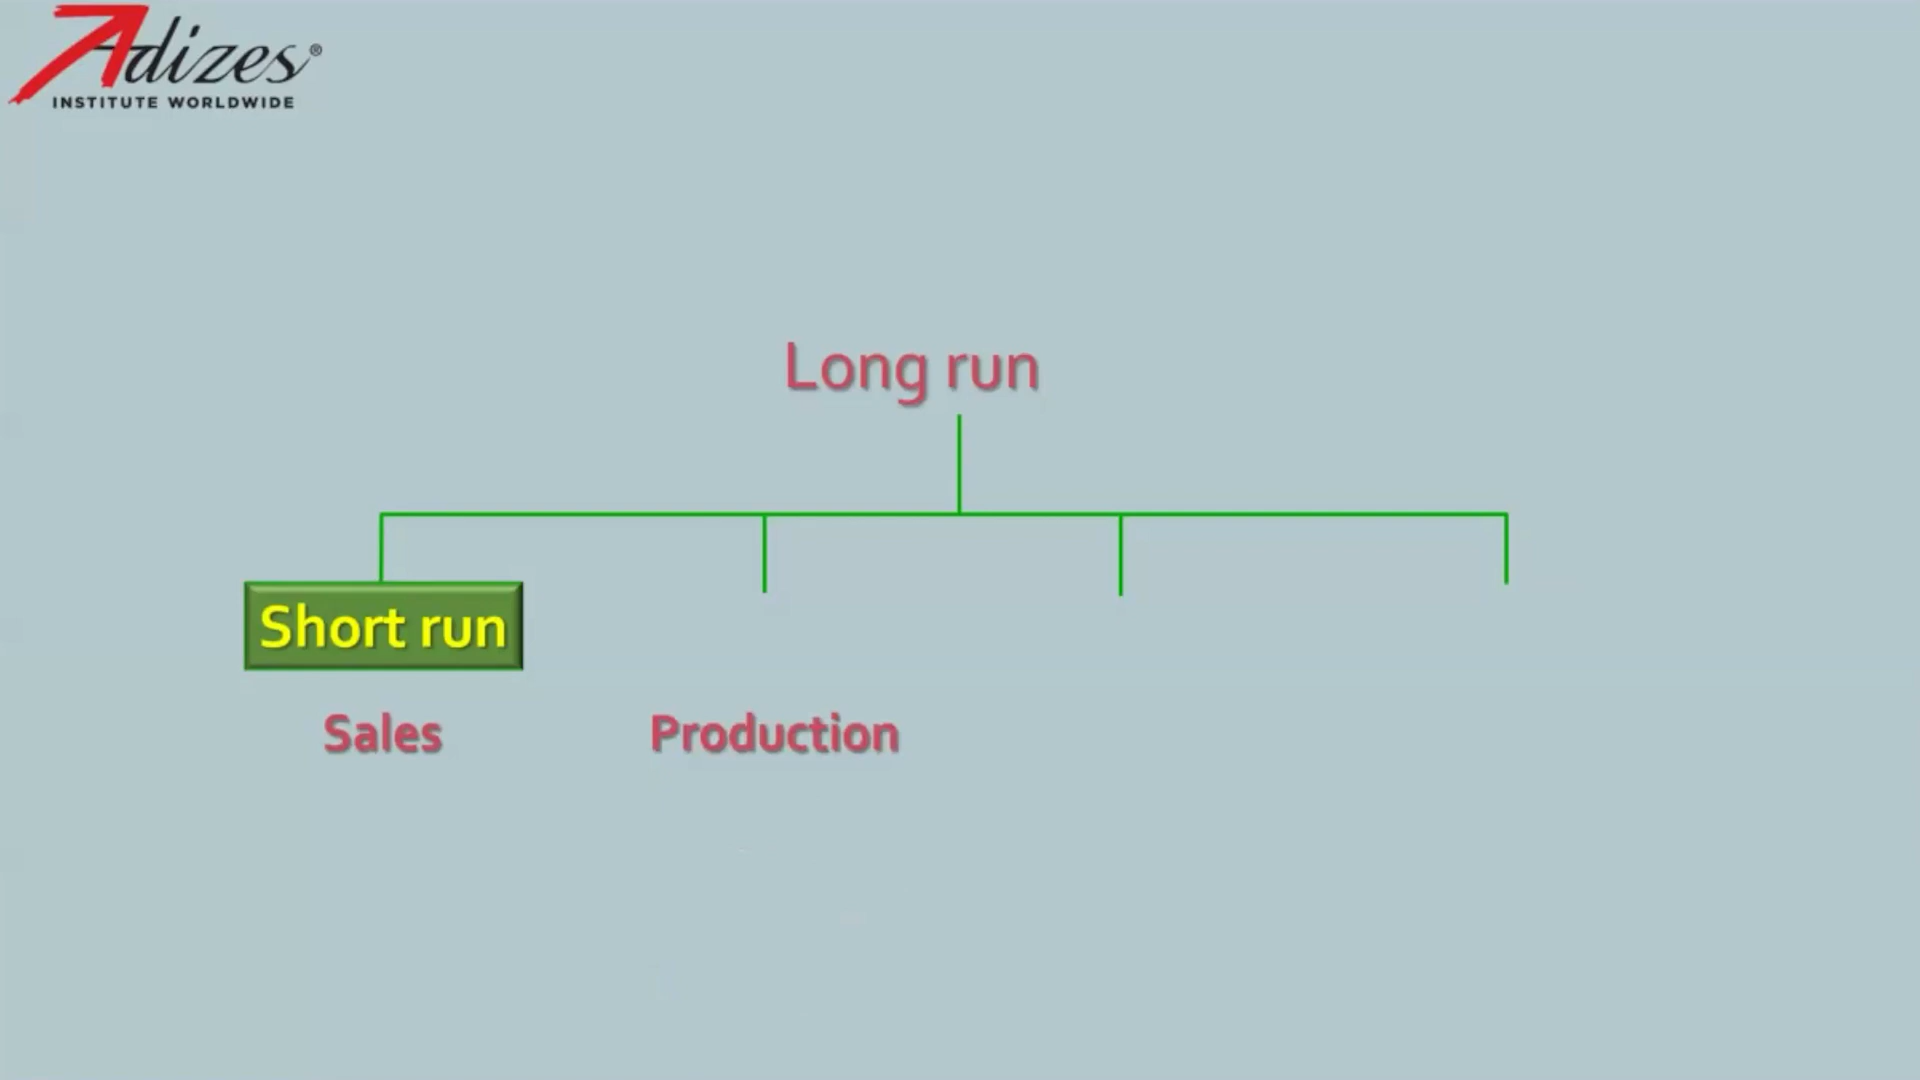 Adizes®
INSTITUTE WORLDWIDE
Long run
Short run
Sales
Production